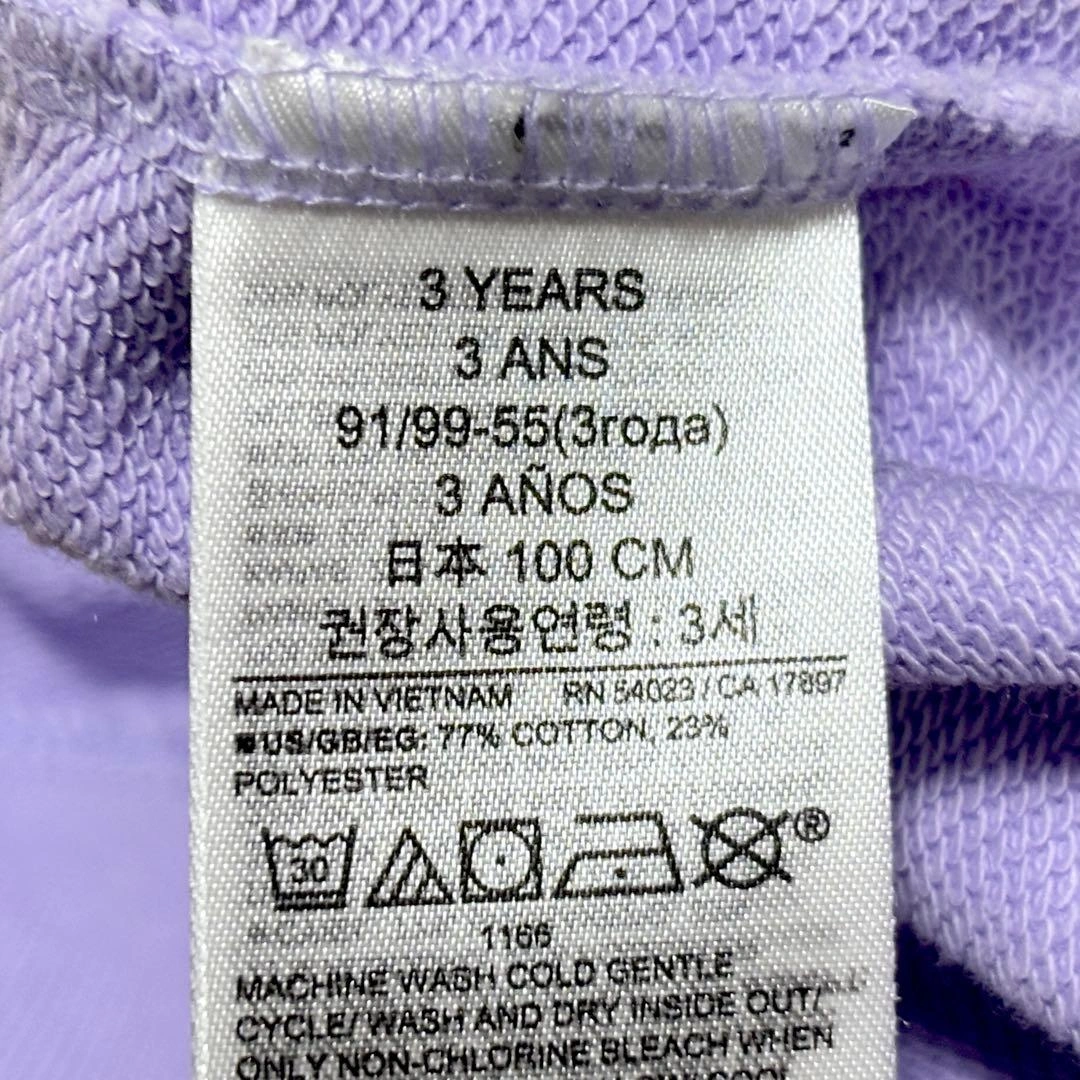 3 YEARS
3 ANS
91/99-55(3года)
3 AÑOS
日本 100 CM
권장사용연령 : 3세
MADE IN VIETNAM RN 54023 / CA 17897
US/GB/EG: 77% COTTON, 23%
POLYESTER
30
®
1166
MACHINE WASH COLD GENTLE
CYCLE/ WASH AND DRY INSIDE OUT/
ONLY NON-CHLORINE BLEACH WHEN